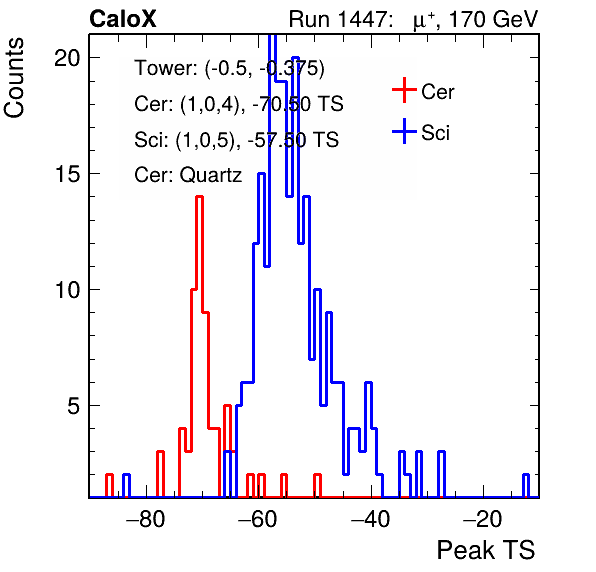 CaloX Run 1447: μ⁺, 170 GeV
Counts
Tower: (-0.5, -0.375)
Cer: (1,0,4), -70.50 TS
Sci: (1,0,5), -57.50 TS
Cer: Quartz
Cer
Sci
20
15
10
5
−80 −60 −40 −20
Peak TS